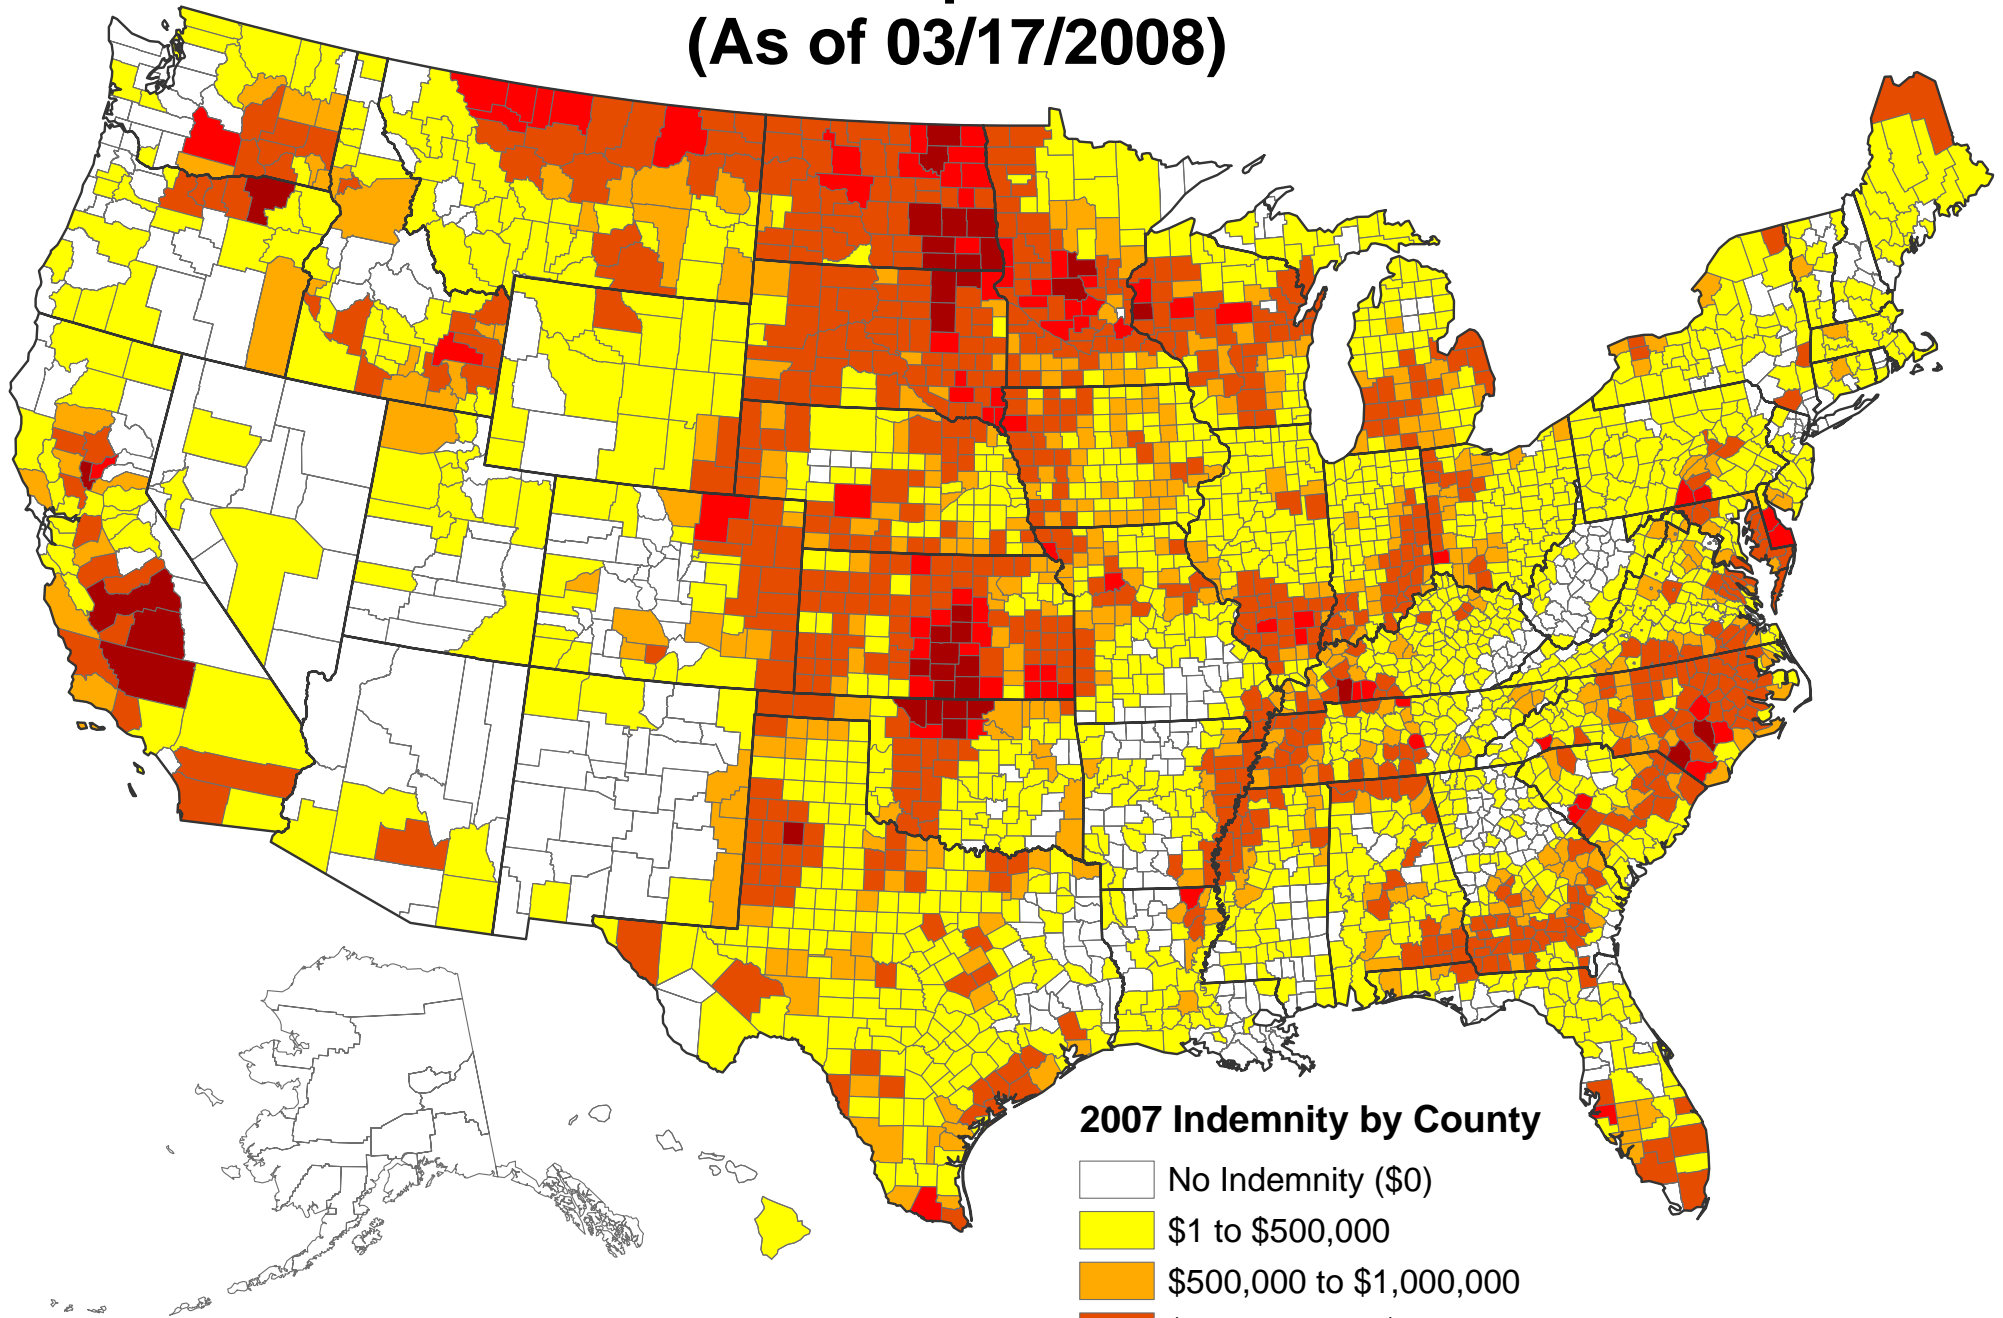 (As of 03/17/2008)
2007 Indemnity by County
No Indemnity ($0)
$1 to $500,000
$500,000 to $1,000,000